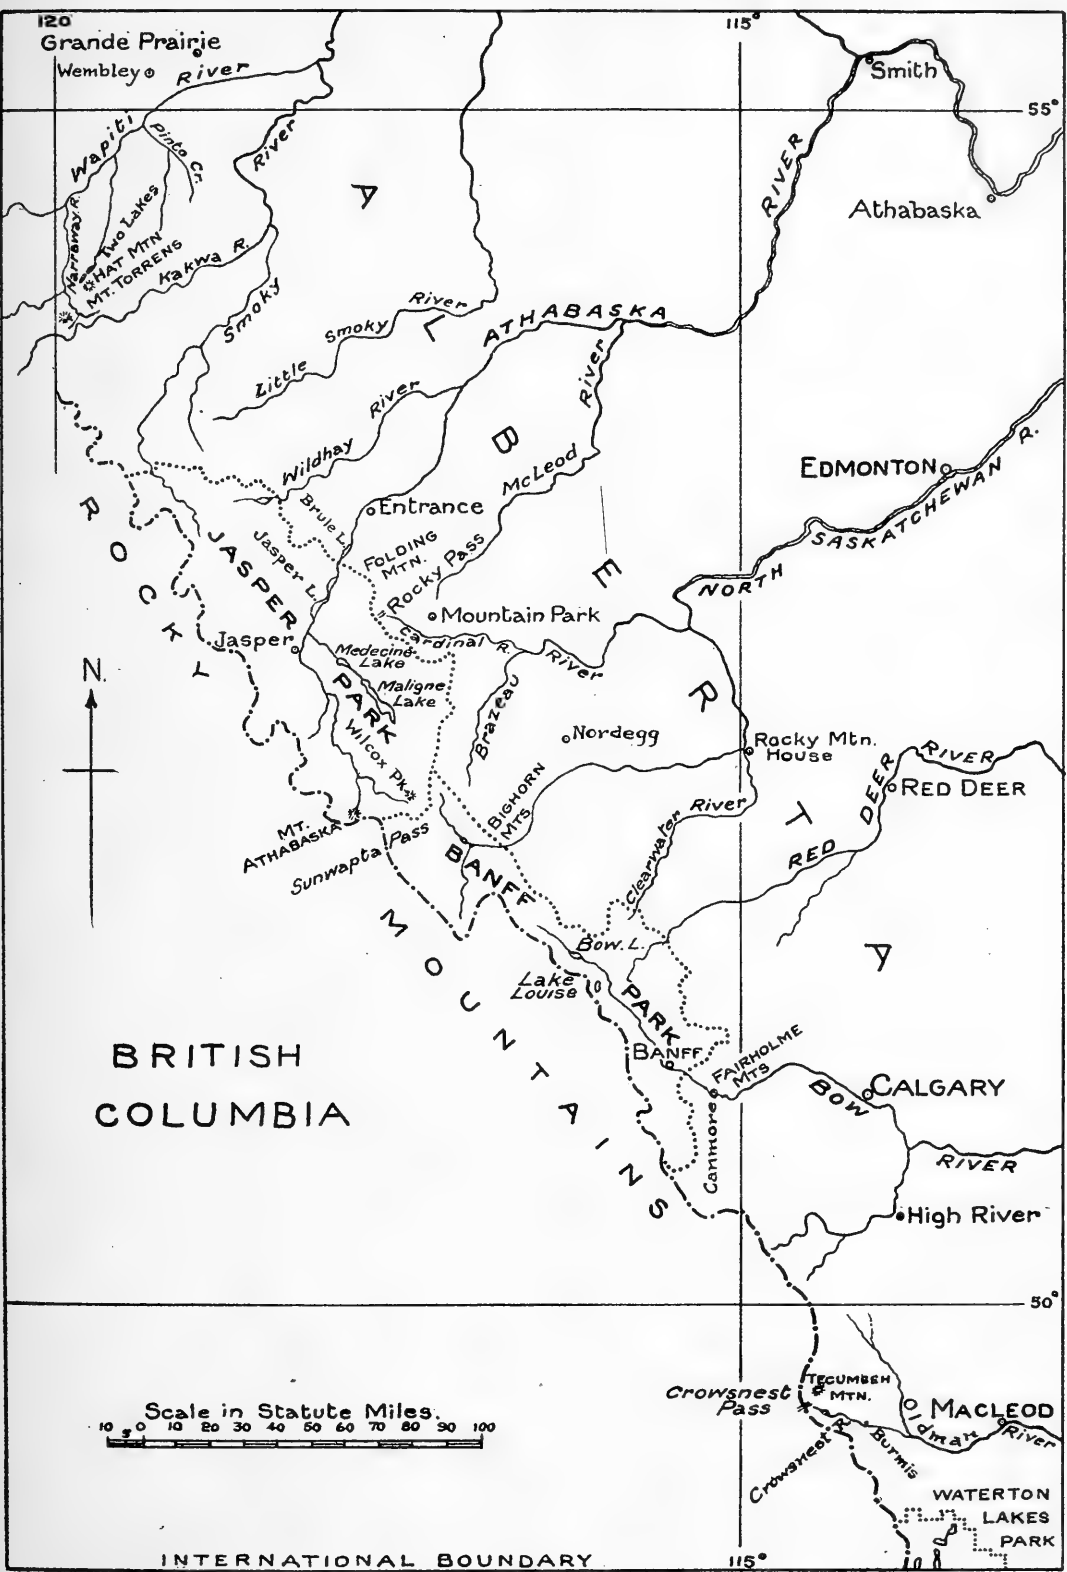 120°
115°
Grande Prairie
Wembley
River
Smith
55°
Wapiti
Pinto Cr.
River
RIVER
Athabaska
Narraway R.
Two Lakes
HAT MTN
MT. TORRENS
Kakwa R.
Smoky
Little Smoky River
ATHABASKA
River
Wildhay River
McLeod
EDMONTON
NORTH SASKATCHEWAN R.
ALBERTA
Entrance
Brule L.
Jasper L.
FOLDING
MTN.
Rocky Pass
Mountain Park
Cardinal R.
River
JASPER
PARK
Jasper
Medecine
Lake
Maligne
Lake
Brazeau
Nordegg
Rocky Mtn.
House
N.
Wilcox Pk.
BIGHORN
MTS
River
Clearwater
RED DEER RIVER
RED DEER
MT.
ATHABASKA
Sunwapta Pass
BANFF
PARK
Bow. L.
Lake
Louise
ROCKY
MOUNTAINS
BRITISH
COLUMBIA
BANFF
FAIRHOLME
MTS
Canmore
BOW
CALGARY
RIVER
High River
50°
Crowsnest
Pass
TECUMBEH
MTN.
Oldman River
MACLEOD
Crowsnest R.
Burmis
Scale in Statute Miles.
10 5 0 10 20 30 40 50 60 70 80 90 100
WATERTON
LAKES
PARK
INTERNATIONAL BOUNDARY
115°